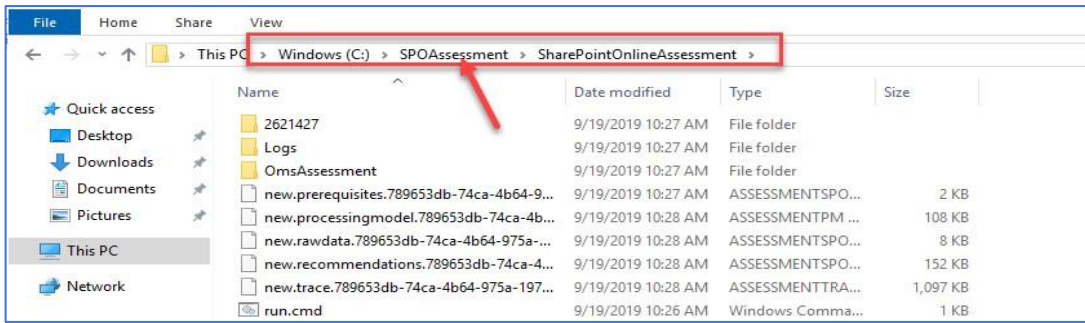 File Home Share View
This PC > Windows (C:) > SPOAssessment > SharePointOnlineAssessment >
Name Date modified Type Size
Quick access
Desktop
Downloads
Documents
Pictures
This PC
Network
2621427 9/19/2019 10:27 AM File folder
Logs 9/19/2019 10:27 AM File folder
OmsAssessment 9/19/2019 10:27 AM File folder
new.prerequisites.789653db-74ca-4b64-9... 9/19/2019 10:27 AM ASSESSMENTSPO... 2 KB
new.processingmodel.789653db-74ca-4b... 9/19/2019 10:28 AM ASSESSMENTPM ... 108 KB
new.rawdata.789653db-74ca-4b64-975a-... 9/19/2019 10:28 AM ASSESSMENTSPO... 8 KB
new.recommendations.789653db-74ca-4... 9/19/2019 10:28 AM ASSESSMENTSPO... 152 KB
new.trace.789653db-74ca-4b64-975a-197... 9/19/2019 10:28 AM ASSESSMENTTRA... 1,097 KB
run.cmd 9/19/2019 10:26 AM Windows Comma... 1 KB